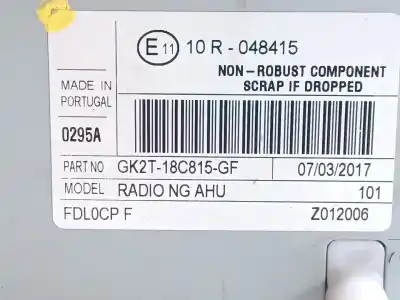 E 11 10 R - 048415
NON - ROBUST COMPONENT
SCRAP IF DROPPED
MADE IN
PORTUGAL
0295A
PART NO GK2T-18C815-GF 07/03/2017
MODEL RADIO NG AHU 101
FDL0CP F Z012006